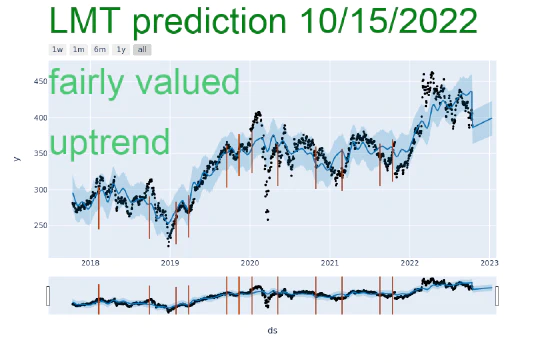 LMT prediction 10/15/2022
1w 1m 6m 1y all
fairly valued
uptrend
450
400
350
300
250
y
2018 2019 2020 2021 2022 2023
ds